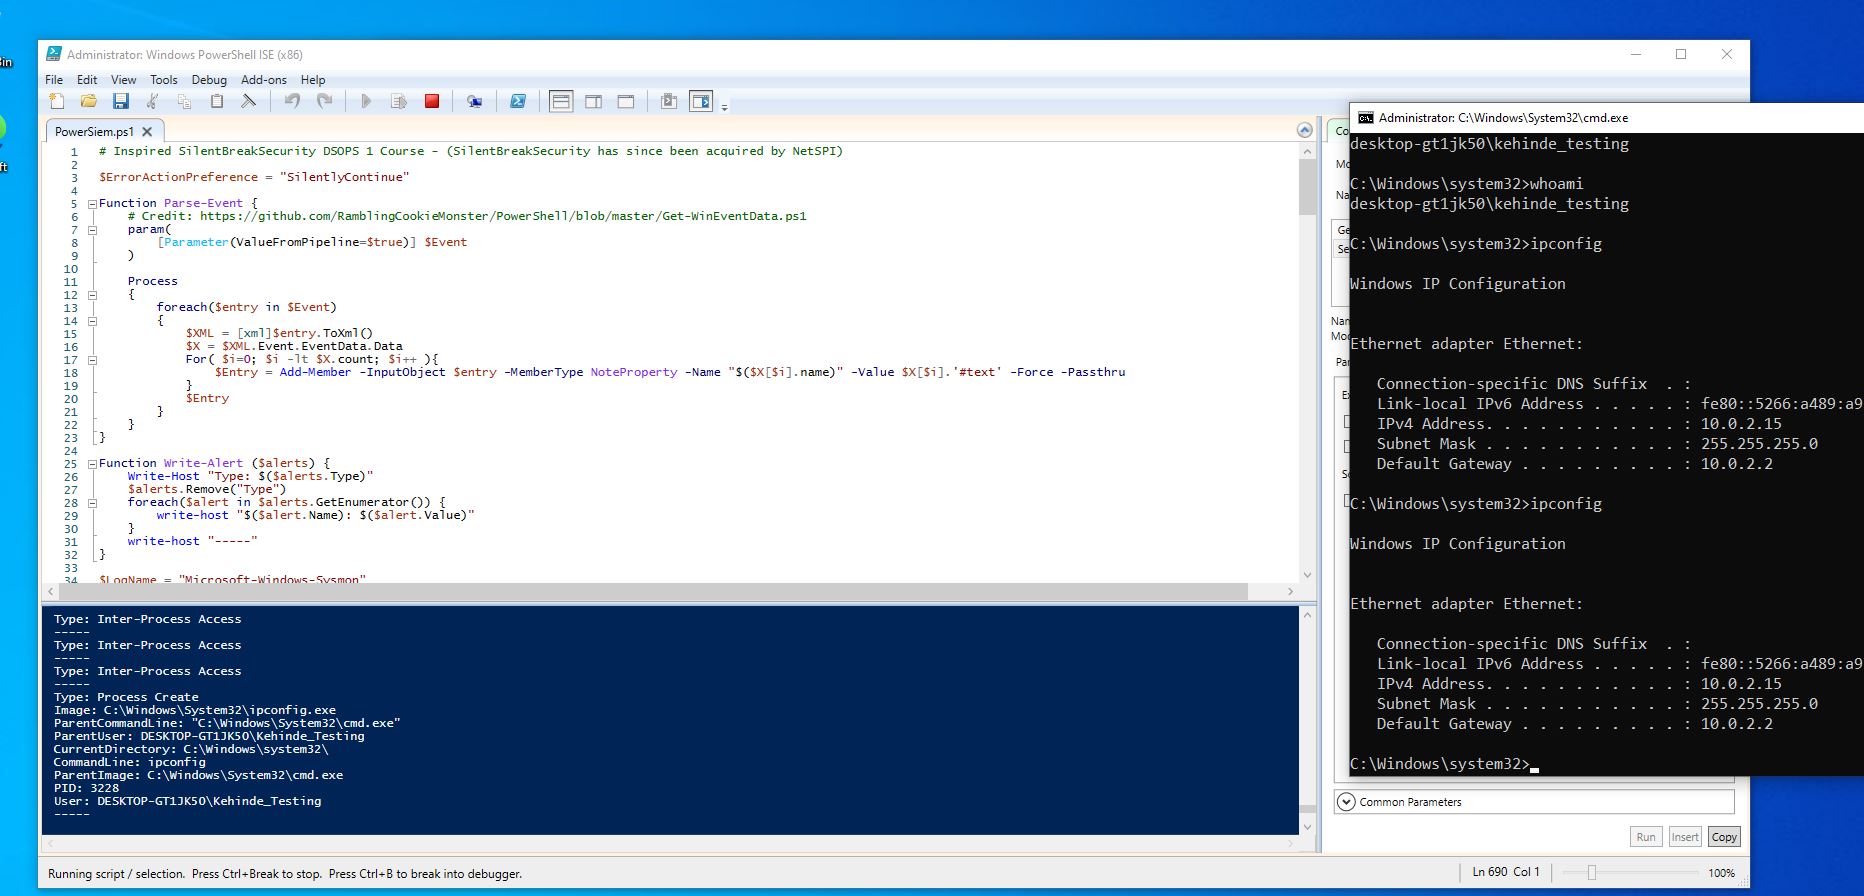 Administrator: Windows PowerShell ISE (x86)
File Edit View Tools Debug Add-ons Help
PowerSiem.ps1
1 # Inspired SilentBreakSecurity DSOPS 1 Course - (SilentBreakSecurity has since been acquired by NetSPI)
2
3 $ErrorActionPreference = "SilentlyContinue"
4
5 Function Parse-Event {
6 # Credit: https://github.com/RamblingCookieMonster/PowerShell/blob/master/Get-WinEventData.ps1
7 param(
8 [Parameter(ValueFromPipeline=$true)] $Event
9 )
10
11 Process
12 {
13 foreach($entry in $Event)
14 {
15 $XML = [xml]$entry.ToXml()
16 $X = $XML.Event.EventData.Data
17 For( $i=0; $i -lt $X.count; $i++ ){
18 $Entry = Add-Member -InputObject $entry -MemberType NoteProperty -Name "$($X[$i].name)" -Value $X[$i].'#text' -Force -Passthru
19 }
20 $Entry
21 }
22 }
23 }
24
25 Function Write-Alert ($alerts) {
26 Write-Host "Type: $($alerts.Type)"
27 $alerts.Remove("Type")
28 foreach($alert in $alerts.GetEnumerator()) {
29 write-host "$($alert.Name): $($alert.Value)"
30 }
31 write-host "-----"
32 }
33
34 $LogName = "Microsoft-Windows-Sysmon"
Type: Inter-Process Access
-----
Type: Inter-Process Access
-----
Type: Inter-Process Access
-----
Type: Process Create
Image: C:\Windows\System32\ipconfig.exe
ParentCommandLine: "C:\Windows\System32\cmd.exe"
ParentUser: DESKTOP-GT1JK50\Kehinde_Testing
CurrentDirectory: C:\Windows\system32\
CommandLine: ipconfig
ParentImage: C:\Windows\System32\cmd.exe
PID: 3228
User: DESKTOP-GT1JK50\Kehinde_Testing
-----
Running script / selection. Press Ctrl+Break to stop. Press Ctrl+B to break into debugger.
Ln 690 Col 1
100%
Common Parameters
Run Insert Copy
Administrator: C:\Windows\System32\cmd.exe
desktop-gt1jk50\kehinde_testing
C:\Windows\system32>whoami
desktop-gt1jk50\kehinde_testing
C:\Windows\system32>ipconfig
Windows IP Configuration
Ethernet adapter Ethernet:
Connection-specific DNS Suffix . :
Link-local IPv6 Address . . . . . : fe80::5266:a489:a9
IPv4 Address. . . . . . . . . . . : 10.0.2.15
Subnet Mask . . . . . . . . . . . : 255.255.255.0
Default Gateway . . . . . . . . . : 10.0.2.2
C:\Windows\system32>ipconfig
Windows IP Configuration
Ethernet adapter Ethernet:
Connection-specific DNS Suffix . :
Link-local IPv6 Address . . . . . : fe80::5266:a489:a9
IPv4 Address. . . . . . . . . . . : 10.0.2.15
Subnet Mask . . . . . . . . . . . : 255.255.255.0
Default Gateway . . . . . . . . . : 10.0.2.2
C:\Windows\system32>